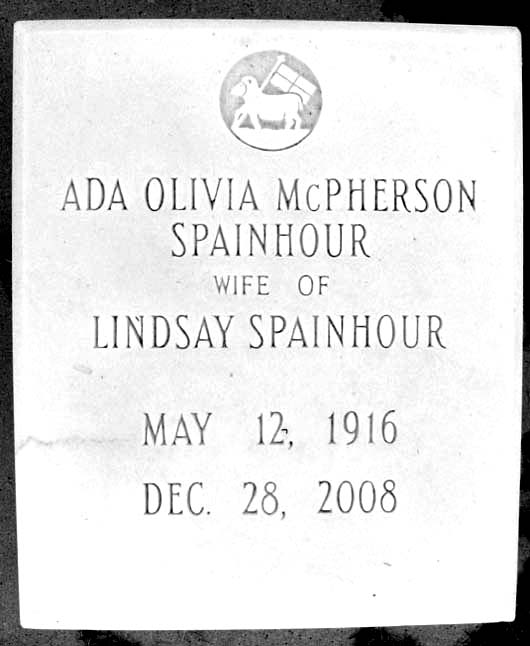 ADA OLIVIA McPHERSON
SPAINHOUR
WIFE OF
LINDSAY SPAINHOUR
MAY 12, 1916
DEC. 28, 2008